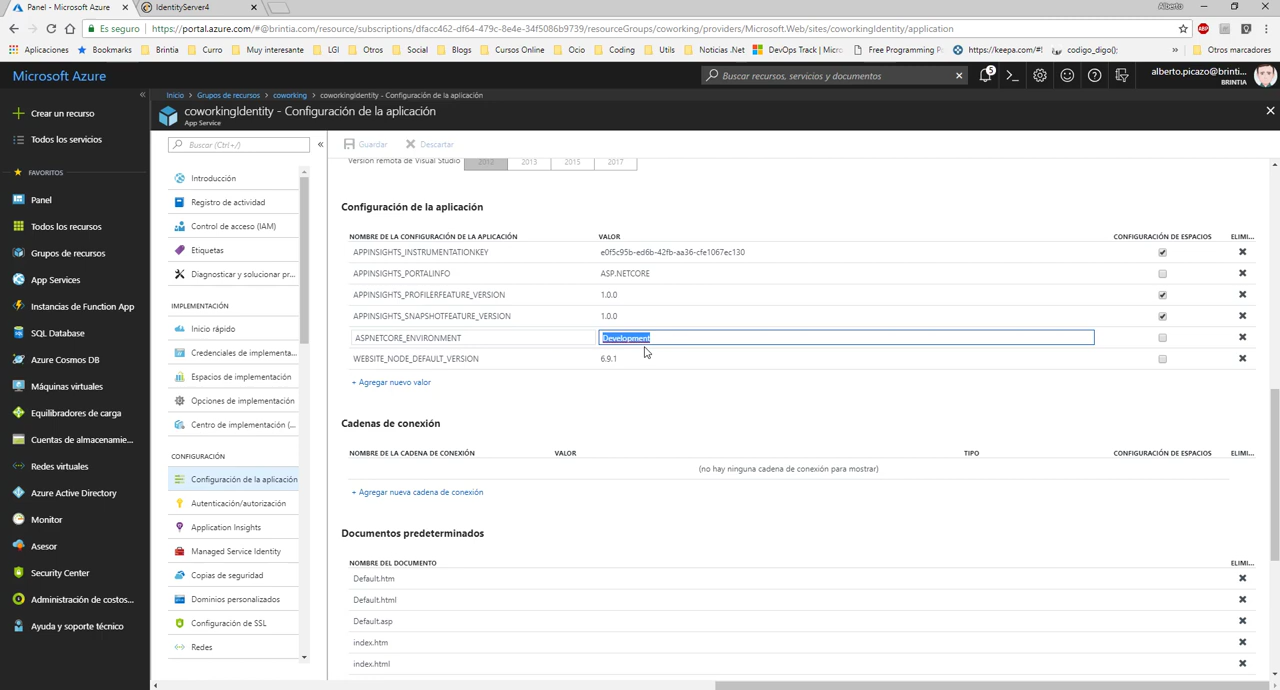 Panel - Microsoft Azure
IdentityServer4
Alberto
Es seguro
https://portal.azure.com/#@brintia.com/resource/subscriptions/dfacc462-df64-479c-8e4e-34f5086b9739/resourceGroups/coworking/providers/Microsoft.Web/sites/coworkingIdentity/application
Aplicaciones
Bookmarks
Brintia
Curro
Muy interesante
LGI
Otros
Social
Blogs
Cursos Online
Ocio
Coding
Utils
Noticias .Net
DevOps Track | Micro
Free Programming P
https://keepa.com/#!
codigo_digo();
»
Otros marcadores
Microsoft Azure
Buscar recursos, servicios y documentos
5
alberto.picazo@brinti...
BRINTIA
Inicio > Grupos de recursos > coworking > coworkingIdentity - Configuración de la aplicación
coworkingIdentity - Configuración de la aplicación
App Service
Crear un recurso
Todos los servicios
FAVORITOS
Panel
Todos los recursos
Grupos de recursos
App Services
Instancias de Function App
SQL Database
Azure Cosmos DB
Máquinas virtuales
Equilibradores de carga
Cuentas de almacenamie...
Redes virtuales
Azure Active Directory
Monitor
Asesor
Security Center
Administración de costos...
Ayuda y soporte técnico
Buscar (Ctrl+/)
Introducción
Registro de actividad
Control de acceso (IAM)
Etiquetas
Diagnosticar y solucionar pr...
IMPLEMENTACIÓN
Inicio rápido
Credenciales de implementa...
Espacios de implementación
Opciones de implementación
Centro de implementación (...
CONFIGURACIÓN
Configuración de la aplicación
Autenticación/autorización
Application Insights
Managed Service Identity
Copias de seguridad
Dominios personalizados
Configuración de SSL
Redes
Guardar
Descartar
Versión remota de Visual Studio
2012
2013
2015
2017
Configuración de la aplicación
NOMBRE DE LA CONFIGURACIÓN DE LA APLICACIÓN
VALOR
CONFIGURACIÓN DE ESPACIOS
ELIMI...
APPINSIGHTS_INSTRUMENTATIONKEY
e0f5c95b-ed6b-42fb-aa36-cfe1067ec130
APPINSIGHTS_PORTALINFO
ASP.NETCORE
APPINSIGHTS_PROFILERFEATURE_VERSION
1.0.0
APPINSIGHTS_SNAPSHOTFEATURE_VERSION
1.0.0
ASPNETCORE_ENVIRONMENT
Development
WEBSITE_NODE_DEFAULT_VERSION
6.9.1
+ Agregar nuevo valor
Cadenas de conexión
NOMBRE DE LA CADENA DE CONEXIÓN
VALOR
TIPO
CONFIGURACIÓN DE ESPACIOS
ELIMI...
(no hay ninguna cadena de conexión para mostrar)
+ Agregar nueva cadena de conexión
Documentos predeterminados
NOMBRE DEL DOCUMENTO
ELIMI...
Default.htm
Default.html
Default.asp
index.htm
index.html